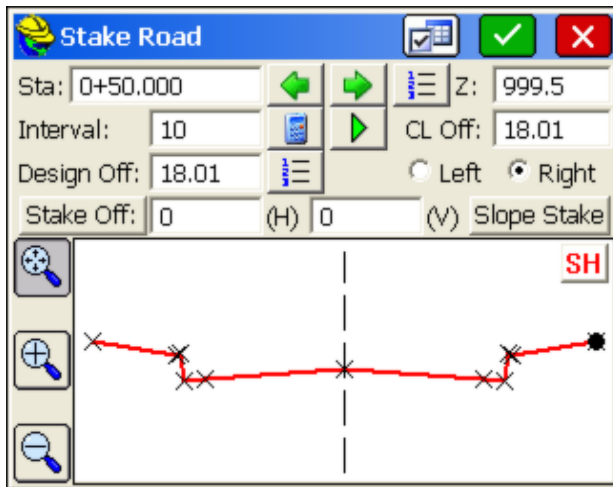 Stake Road
Sta: 0+50.000 Z: 999.5
Interval: 10 CL Off: 18.01
Design Off: 18.01 Left Right
Stake Off: 0 (H) 0 (V) Slope Stake
SH